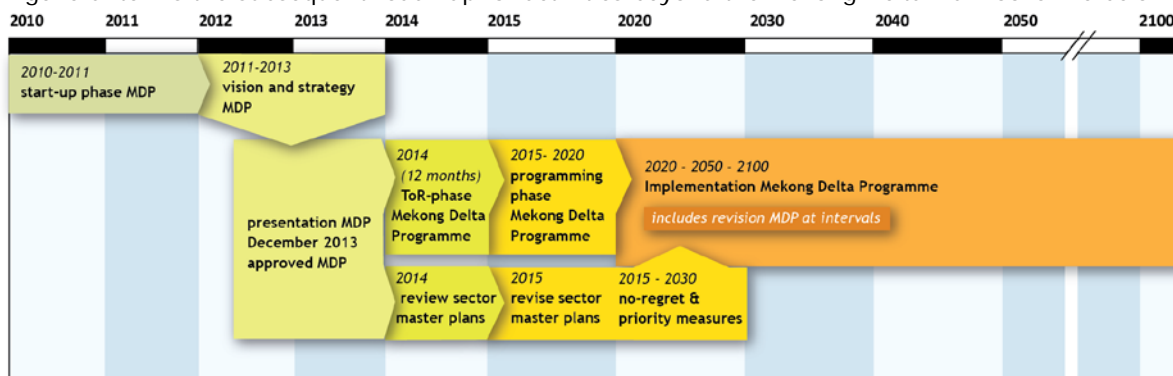 2010 2011 2012 2013 2014 2015 2020 2030 2040 2050 2100
2010-2011
start-up phase MDP
2011-2013
vision and strategy
MDP
presentation MDP
December 2013
approved MDP
2014
(12 months)
ToR-phase
Mekong Delta
Programme
2015- 2020
programming
phase
Mekong Delta
Programme
2020 - 2050 - 2100
Implementation Mekong Delta Programme
includes revision MDP at intervals
2014
review sector
master plans
2015
revise sector
master plans
2015 - 2030
no-regret &
priority measures